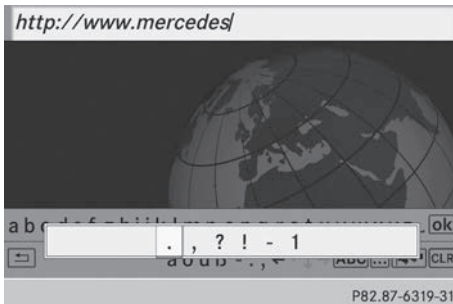 http://www.mercedes
. , ? ! - 1
ok
ABC ... CLR
P82.87-6319-31